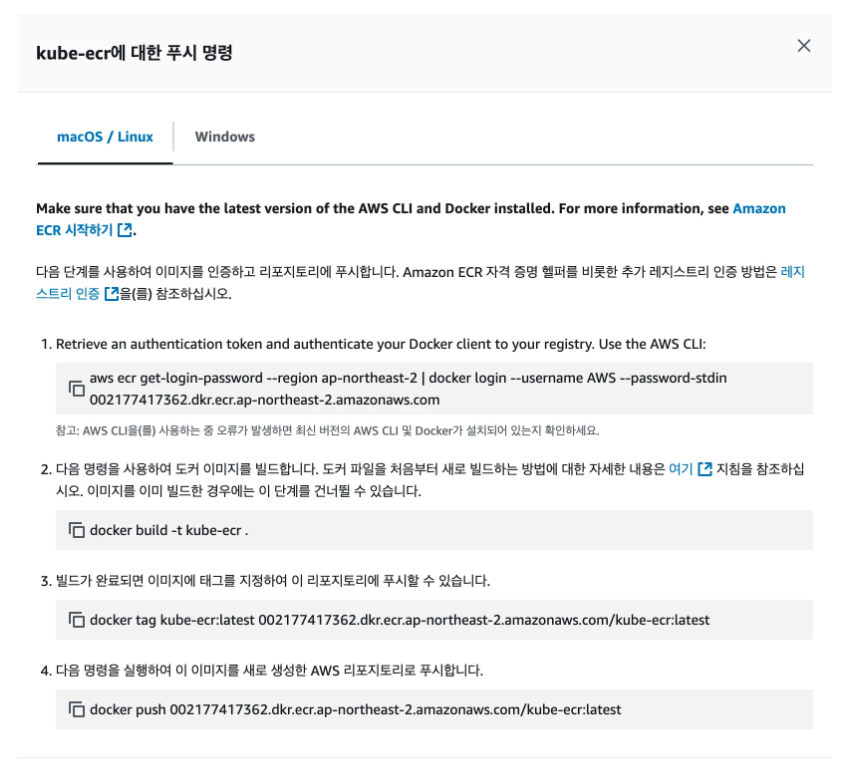 kube-ecr에 대한 푸시 명령
macOS / Linux
Windows
Make sure that you have the latest version of the AWS CLI and Docker installed. For more information, see Amazon
ECR 시작하기.
다음 단계를 사용하여 이미지를 인증하고 리포지토리에 푸시합니다. Amazon ECR 자격 증명 헬퍼를 비롯한 추가 레지스트리 인증 방법은 레지
스트리 인증 을(를) 참조하십시오.
1. Retrieve an authentication token and authenticate your Docker client to your registry. Use the AWS CLI:
aws ecr get-login-password --region ap-northeast-2 | docker login --username AWS --password-stdin
002177417362.dkr.ecr.ap-northeast-2.amazonaws.com
참고: AWS CLI을(를) 사용하는 중 오류가 발생하면 최신 버전의 AWS CLI 및 Docker가 설치되어 있는지 확인하세요.
2. 다음 명령을 사용하여 도커 이미지를 빌드합니다. 도커 파일을 처음부터 새로 빌드하는 방법에 대한 자세한 내용은 여기 지침을 참조하십
시오. 이미지를 이미 빌드한 경우에는 이 단계를 건너뛸 수 있습니다.
docker build -t kube-ecr .
3. 빌드가 완료되면 이미지에 태그를 지정하여 이 리포지토리에 푸시할 수 있습니다.
docker tag kube-ecr:latest 002177417362.dkr.ecr.ap-northeast-2.amazonaws.com/kube-ecr:latest
4. 다음 명령을 실행하여 이 이미지를 새로 생성한 AWS 리포지토리로 푸시합니다.
docker push 002177417362.dkr.ecr.ap-northeast-2.amazonaws.com/kube-ecr:latest